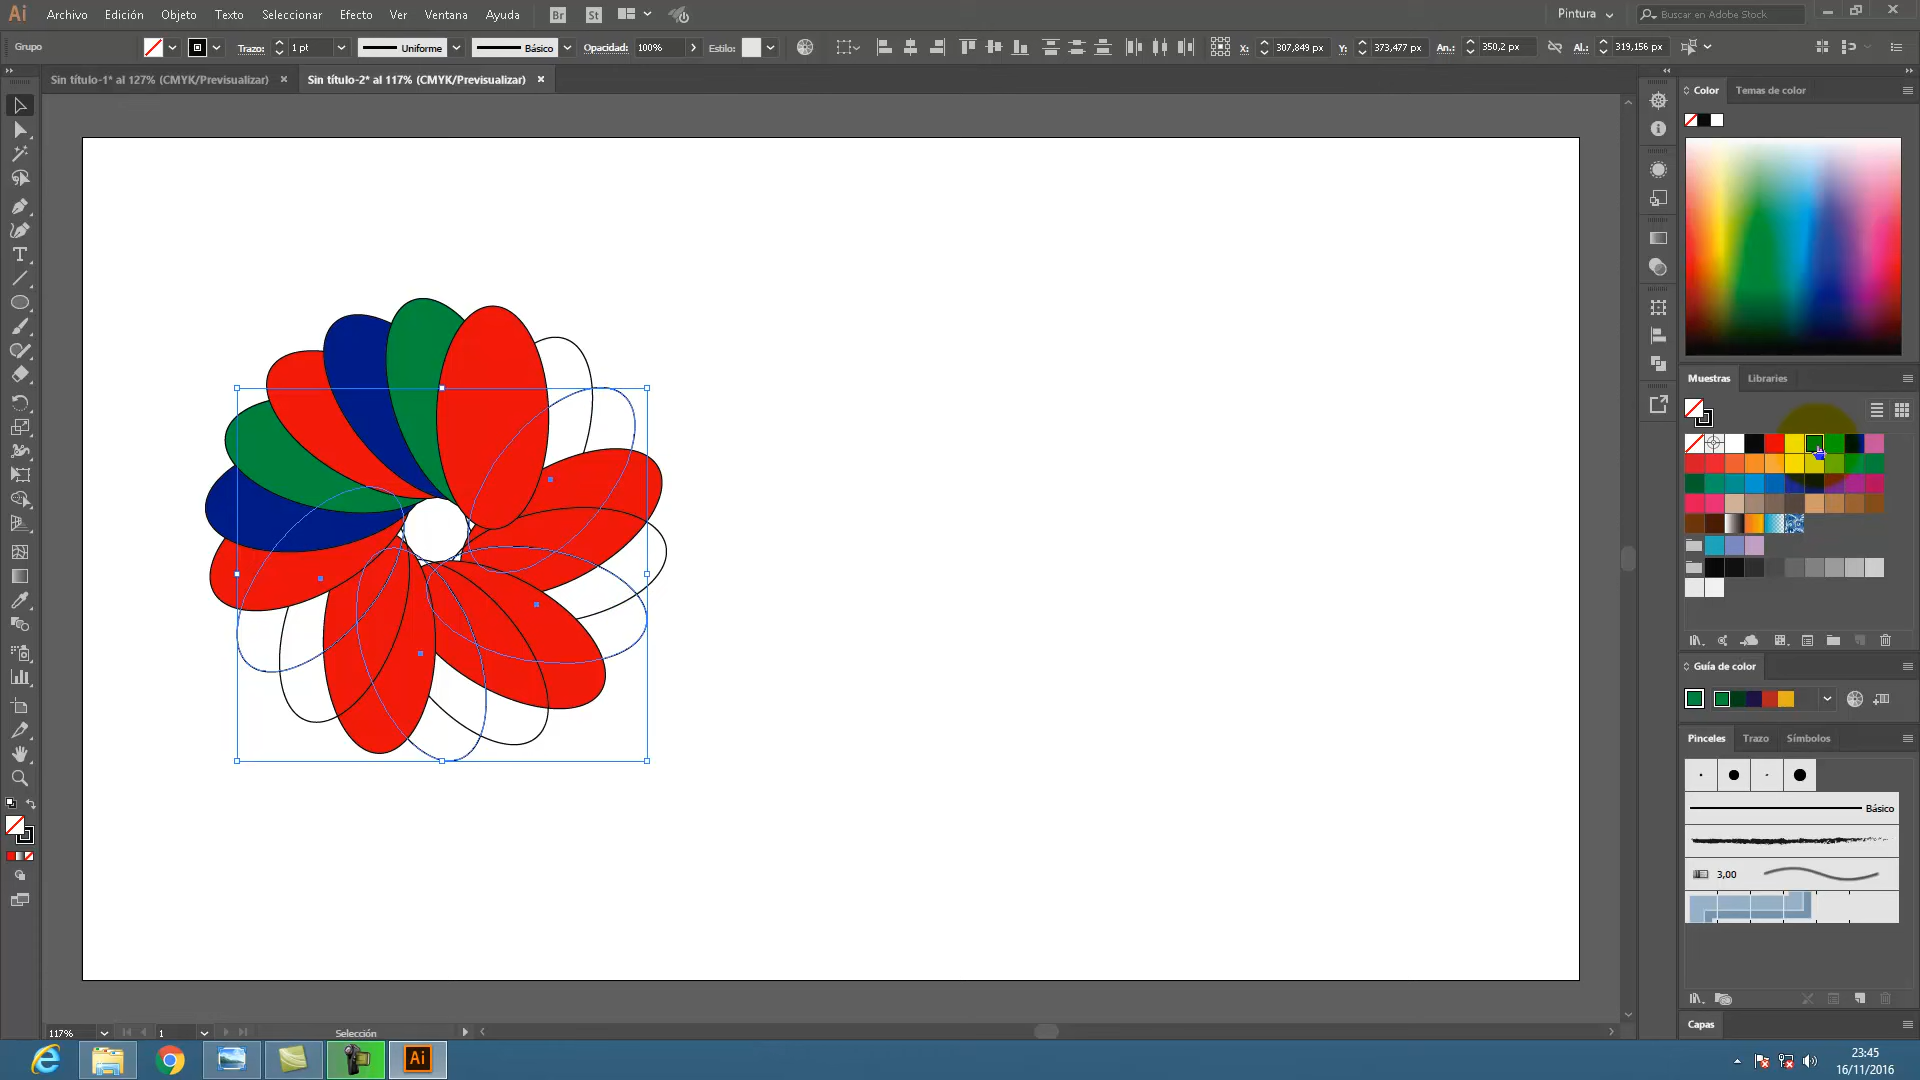 Ai Archivo Edición Objeto Texto Seleccionar Efecto Ver Ventana Ayuda Br St Pintura Buscar en Adobe Stock
Grupo Trazo: 1 pt Uniforme Básico Opacidad: 100% Estilo: X: 307,849 px Y: 373,477 px An.: 350,2 px Al.: 319,156 px
Sin título-1* al 127% (CMYK/Previsualizar) Sin título-2* al 117% (CMYK/Previsualizar)
Color Temas de color
Muestras Libraries
Guía de color
Pinceles Trazo Símbolos
Básico
3,00
Capas
117% 1 Selección
Ai 23:45
16/11/2016